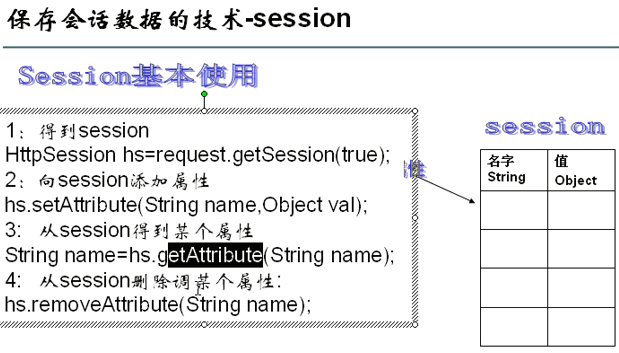 保存会话数据的技术-session
Session基本使用
1：得到session
HttpSession hs=request.getSession(true);
2：向session添加属性
hs.setAttribute(String name,Object val);
3: 从session得到某个属性
String name=hs.getAttribute(String name);
4: 从session删除调某个属性:
hs.removeAttribute(String name);
性
session
名字 值
String Object